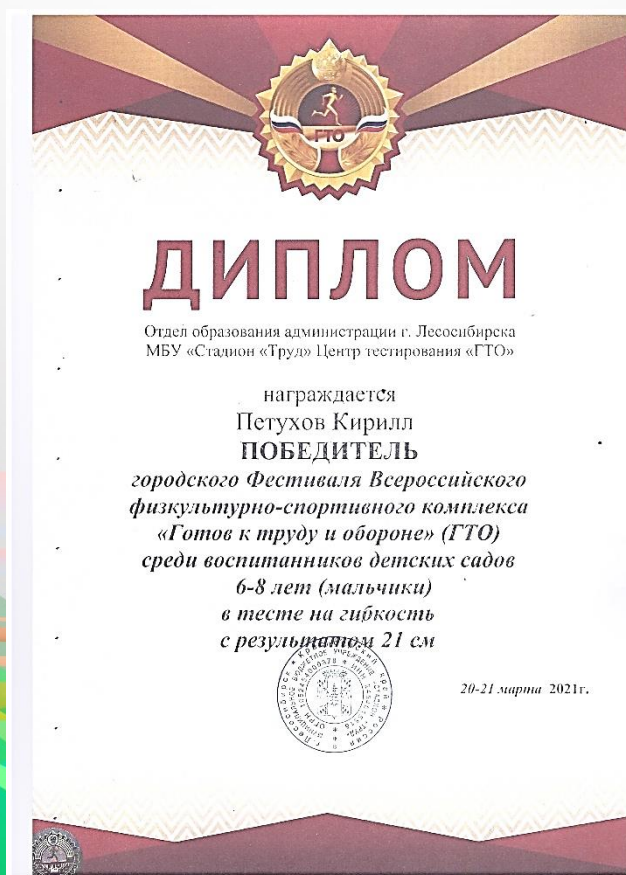 ГТО
ДИПЛОМ
Отдел образования администрации г. Лесосибирска
МБУ «Стадион «Труд» Центр тестирования «ГТО»
награждается
Петухов Кирилл
ПОБЕДИТЕЛЬ
городского Фестиваля Всероссийского
физкультурно-спортивного комплекса
«Готов к труду и обороне» (ГТО)
среди воспитанников детских садов
6-8 лет (мальчики)
в тесте на гибкость
с результатом 21 см
20-21 марта 2021г.